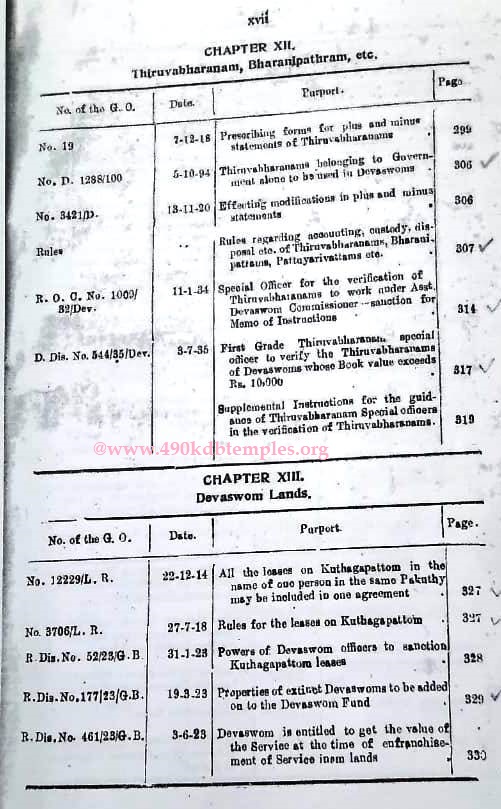 xvii
CHAPTER XII.
Thiruvabharanam, Bharanipathram, etc.
No. of the G. O. Date. Purport. Page
No. 19 7-12-18 Prescribing forms for plus and minus
statements of Thiruvabharanams . 299
No. D. 1288/100 5-10-94 Thiruvabharanams belonging to Govern-
ment alone to be used in Devaswoms . 306
No. 3421/D. 13-11-20 Effecting modifications in plus and minus
statements . 306
Rules .. Rules regarding accounting, custody, dis-
posal etc. of Thiruvabharanams, Bharani-
pattrams, Pattuyarivattams etc. . 307
R. O. C. No. 1009/ 11-1-34 Special Officer for the verification of
32/Dev. Thiruvabharanams to work under Asst.
Devaswom Commissioner—sanction for
Memo of Instructions . 314
D. Dis. No. 544/35/Dev. 3-7-35 First Grade Thiruvabharanam special
officer to verify the Thiruvabharanams
of Devaswoms whose Book value exceeds
Rs. 10,000 . 317
Supplemental Instructions for the guid-
ance of Thiruvabharanam Special officers
in the verification of Thiruvabharanams. 319
@www.490kdbtemples.org
CHAPTER XIII.
Devaswom Lands.
No. of the G. O. Date. Purport. Page.
No. 12229/L. R. 22-12-14 All the leases on Kuthagapattom in the
name of one person in the same Pakuthy
may be included in one agreement . 327
No. 3706/L. R. 27-7-18 Rules for the leases on Kuthagapattom . 327
R. Dis. No. 52/23/G.B. 31-1-23 Powers of Devaswom officers to sanction
Kuthagapattom leases 328
R. Dis. No. 177/23/G.B. 19-3-23 Properties of extinct Devaswoms to be added
on to the Devaswom Fund . 329
R. Dis. No. 461/23/G. B. 3-6-23 Devaswom is entitled to get the value of
the Service at the time of enfranchise-
ment of Service inam lands . 330